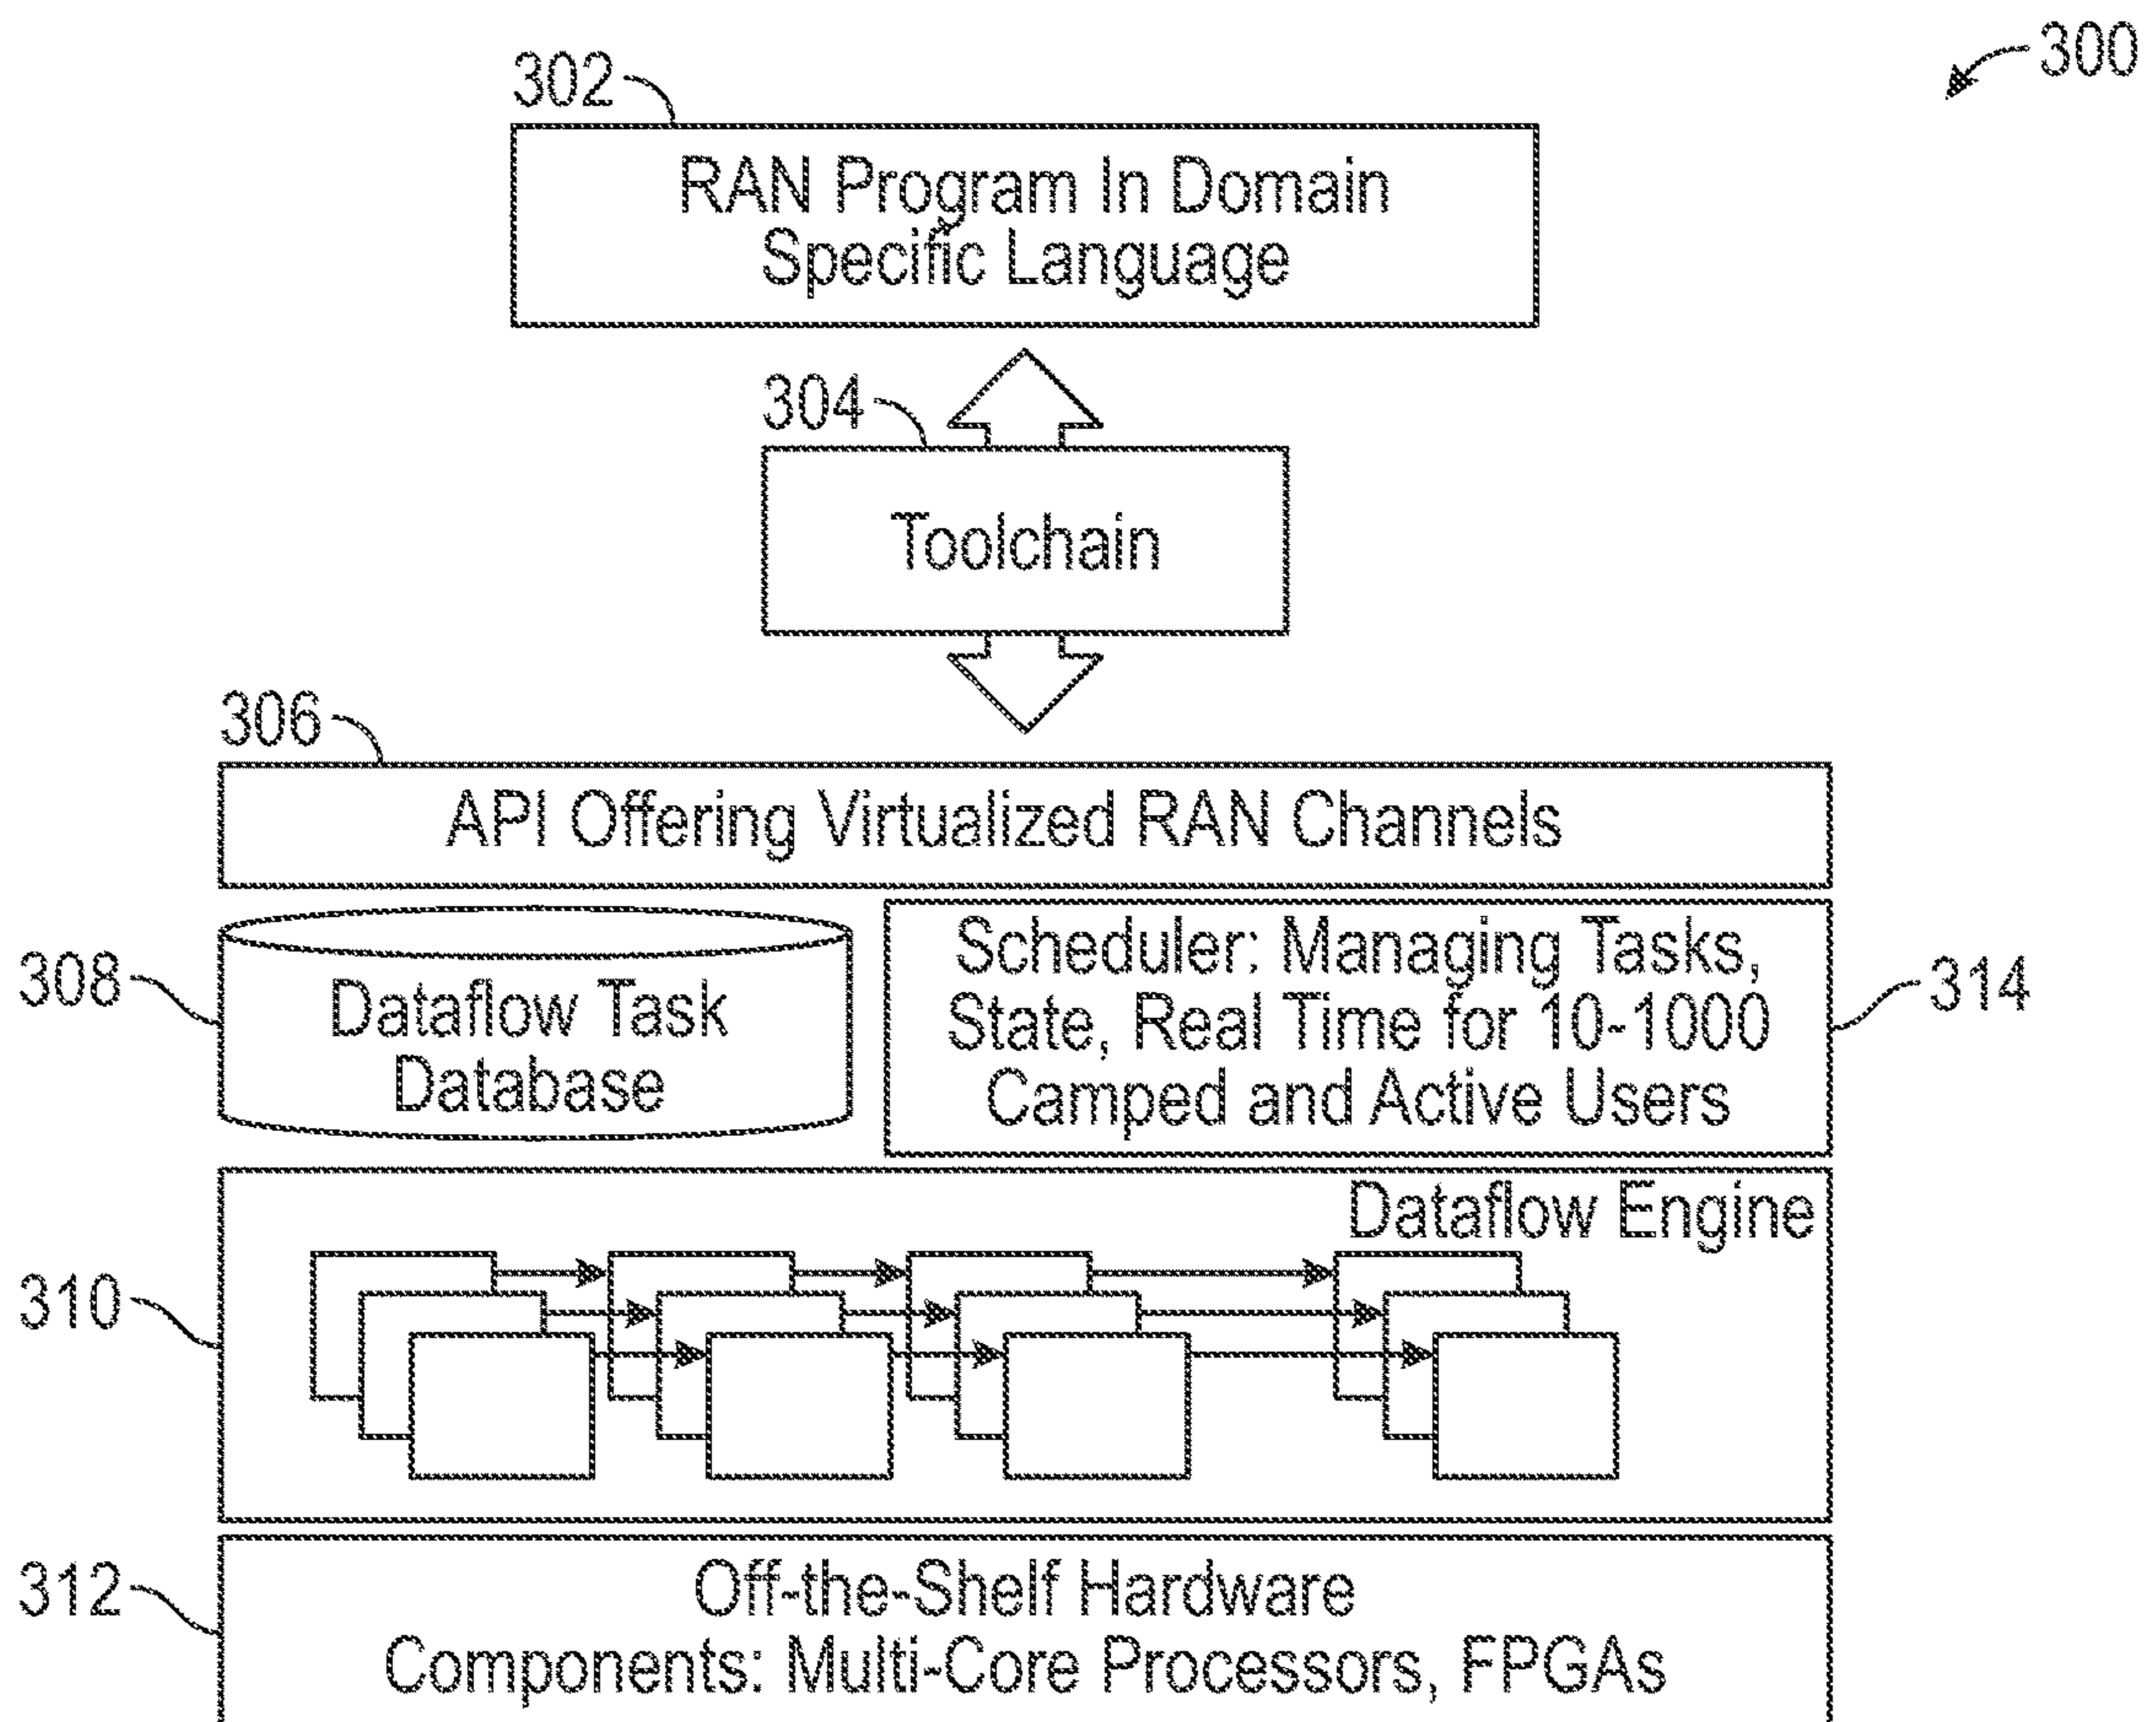 300
302
RAN Program In Domain
Specific Language
304
Toolchain
306
API Offering Virtualized RAN Channels
308
Dataflow Task
Database
Scheduler: Managing Tasks,
State, Real Time for 10-1000
Camped and Active Users
314
Dataflow Engine
310
312
Off-the-Shelf Hardware
Components: Multi-Core Processors, FPGAs